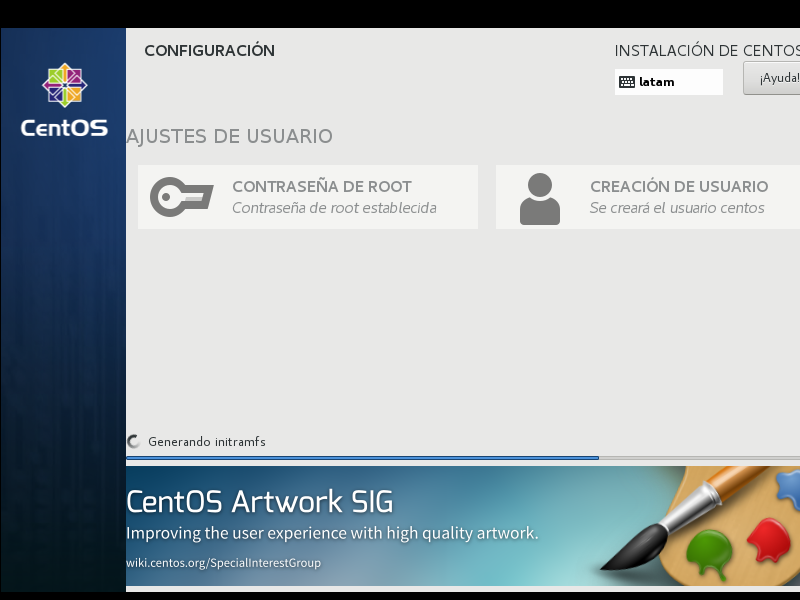 CONFIGURACIÓN
INSTALACIÓN DE CENTOS
latam
¡Ayuda!
CentOS
AJUSTES DE USUARIO
CONTRASEÑA DE ROOT
Contraseña de root establecida
CREACIÓN DE USUARIO
Se creará el usuario centos
Generando initramfs
CentOS Artwork SIG
Improving the user experience with high quality artwork.
wiki.centos.org/SpecialInterestGroup